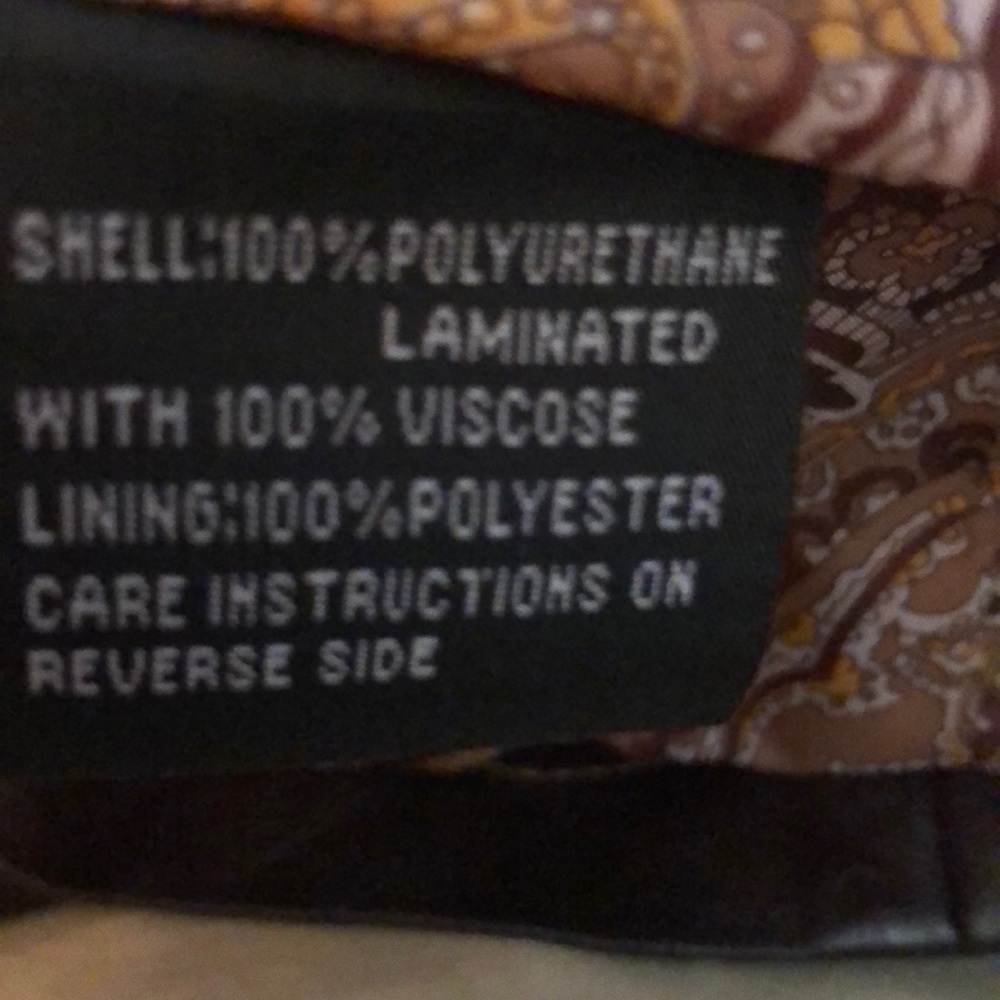 SHELL:100%POLYURETHANE
LAMINATED
WITH 100% VISCOSE
LINING:100%POLYESTER
CARE INSTRUCTIONS ON
REVERSE SIDE